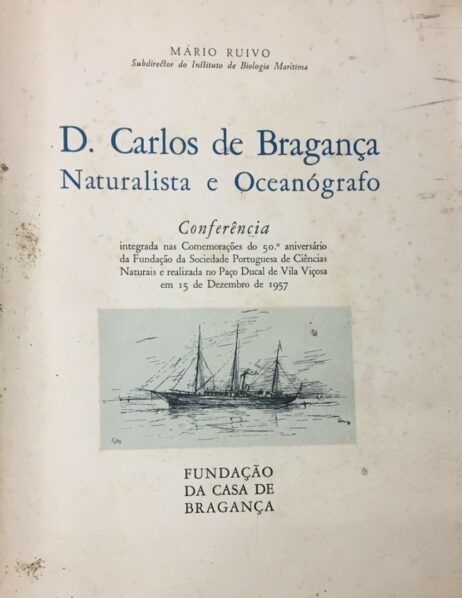 MÁRIO RUIVO
Subdirector do Instituto de Biologia Marítima
D. Carlos de Bragança
Naturalista e Oceanógrafo
Conferência
integrada nas Comemorações do 50.º aniversário
da Fundação da Sociedade Portuguesa de Ciências
Naturais e realizada no Paço Ducal de Vila Viçosa
em 15 de Dezembro de 1957
FUNDAÇÃO
DA CASA DE
BRAGANÇA